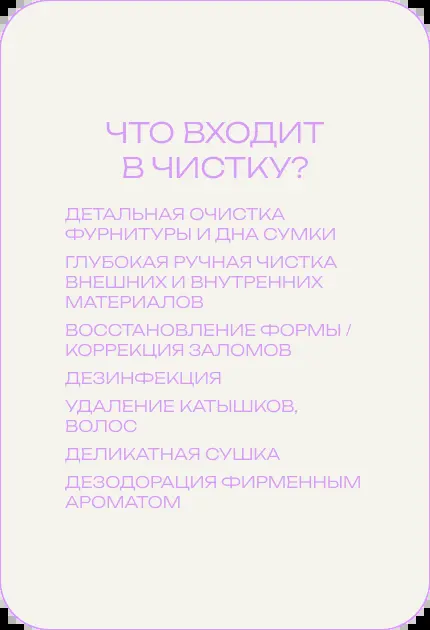 ЧТО ВХОДИТ
В ЧИСТКУ?
ДЕТАЛЬНАЯ ОЧИСТКА
ФУРНИТУРЫ И ДНА СУМКИ
ГЛУБОКАЯ РУЧНАЯ ЧИСТКА
ВНЕШНИХ И ВНУТРЕННИХ
МАТЕРИАЛОВ
ВОССТАНОВЛЕНИЕ ФОРМЫ /
КОРРЕКЦИЯ ЗАЛОМОВ
ДЕЗИНФЕКЦИЯ
УДАЛЕНИЕ КАТЫШКОВ,
ВОЛОС
ДЕЛИКАТНАЯ СУШКА
ДЕЗОДОРАЦИЯ ФИРМЕННЫМ
АРОМАТОМ